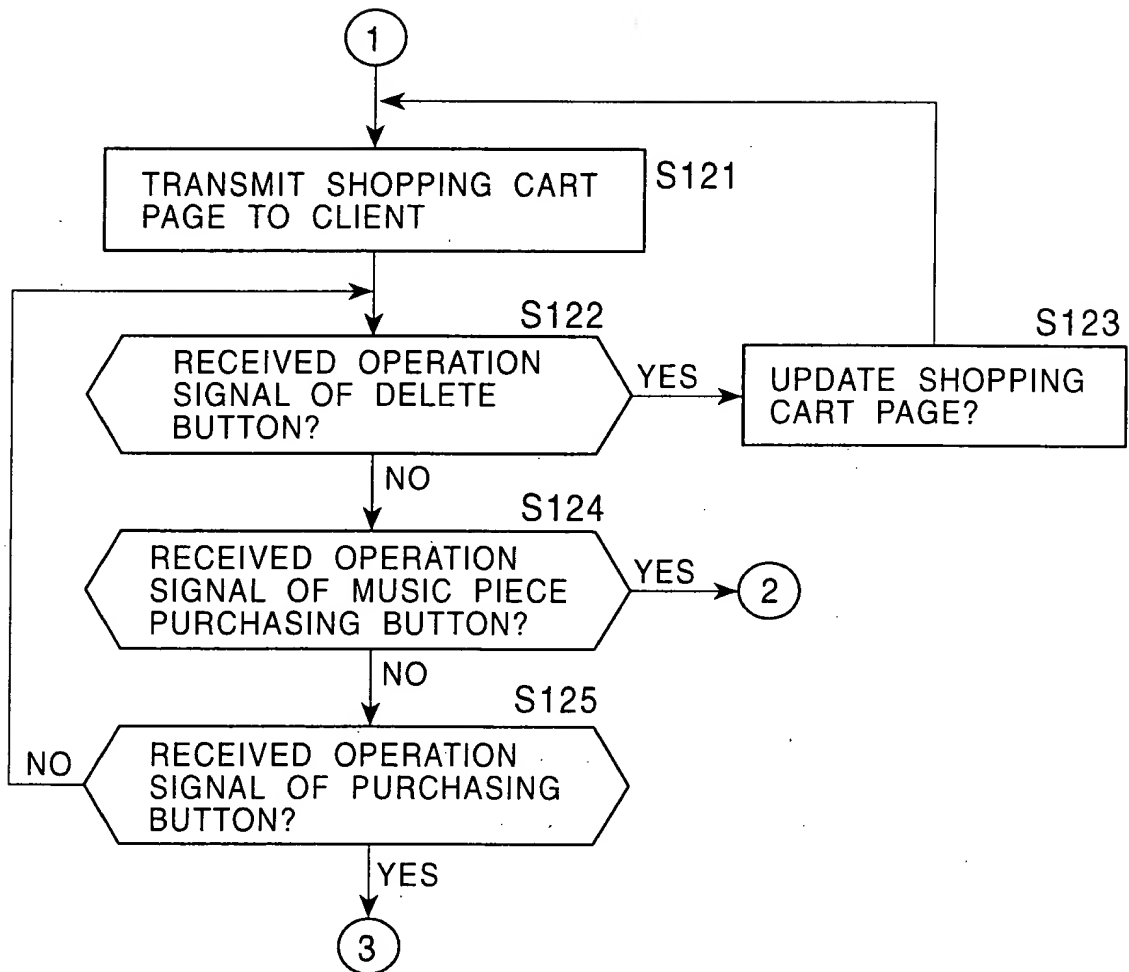 1
TRANSMIT SHOPPING CART
PAGE TO CLIENT
S121
S122
RECEIVED OPERATION
SIGNAL OF DELETE
BUTTON?
YES
S123
UPDATE SHOPPING
CART PAGE?
NO
S124
RECEIVED OPERATION
SIGNAL OF MUSIC PIECE
PURCHASING BUTTON?
YES
2
NO
S125
RECEIVED OPERATION
SIGNAL OF PURCHASING
BUTTON?
NO
YES
3